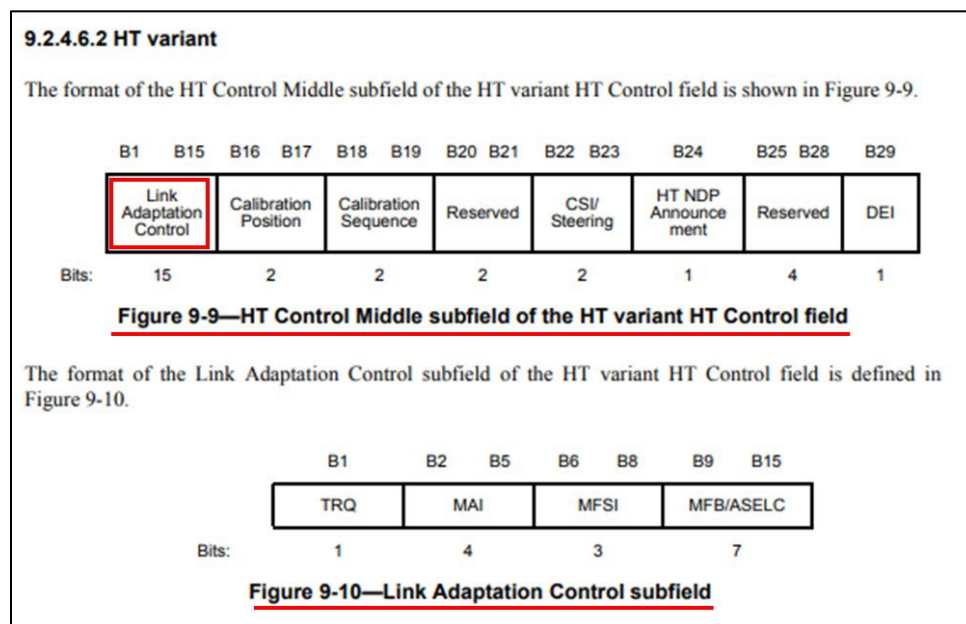 9.2.4.6.2 HT variant
The format of the HT Control Middle subfield of the HT variant HT Control field is shown in Figure 9-9.
B1 B15 B16 B17 B18 B19 B20 B21 B22 B23 B24 B25 B28 B29
Link Adaptation Control
Calibration Position
Calibration Sequence
Reserved
CSI/ Steering
HT NDP Announce ment
Reserved
DEI
Bits: 15 2 2 2 2 1 4 1
Figure 9-9—HT Control Middle subfield of the HT variant HT Control field
The format of the Link Adaptation Control subfield of the HT variant HT Control field is defined in
Figure 9-10.
B1 B2 B5 B6 B8 B9 B15
TRQ MAI MFSI MFB/ASELC
Bits: 1 4 3 7
Figure 9-10—Link Adaptation Control subfield